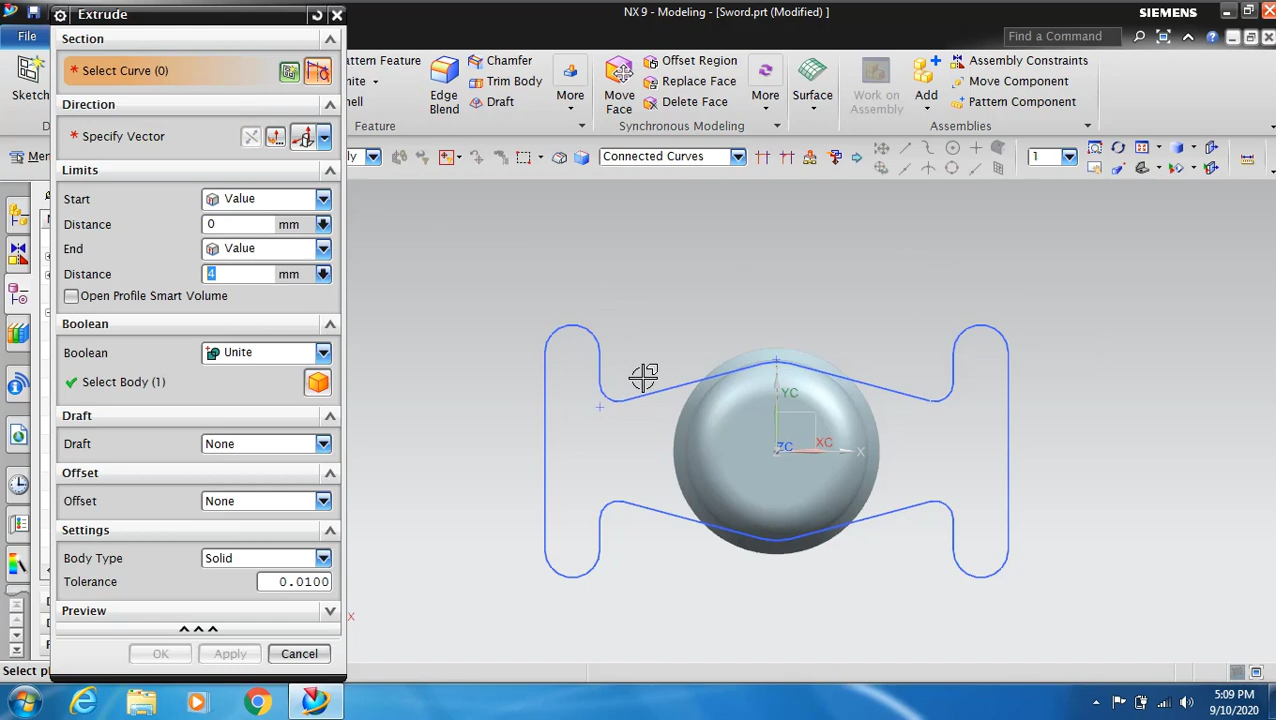 Extrude
NX 9 - Modeling - [Sword.prt (Modified) ]
SIEMENS
File
Find a Command
Section
* Select Curve (0)
Direction
* Specify Vector
Limits
Start
Value
Distance
0
mm
End
Value
Distance
4
mm
Open Profile Smart Volume
Boolean
Boolean
Unite
Select Body (1)
Draft
Draft
None
Offset
Offset
None
Settings
Body Type
Solid
Tolerance
0.0100
Preview
OK
Apply
Cancel
Sketch
Pattern Feature
Edge Blend
Chamfer
Trim Body
Draft
More
Feature
Move Face
Offset Region
Replace Face
Delete Face
More
Synchronous Modeling
Surface
Work on Assembly
Add
Assembly Constraints
Move Component
Pattern Component
Assemblies
Connected Curves
1
YC
XC
ZC
X
X
5:09 PM
9/10/2020